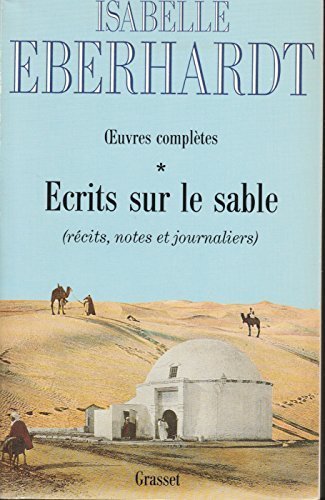 ISABELLE
EBERHARDT
Œuvres complètes
*
Ecrits sur le sable
(récits, notes et journaliers)
Grasset